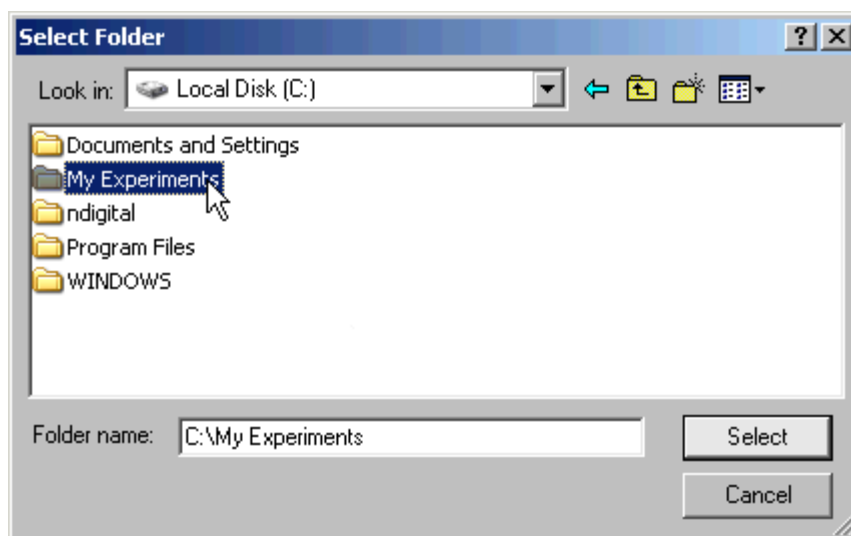 Select Folder
Look in: Local Disk (C:)
Documents and Settings
My Experiments
ndigital
Program Files
WINDOWS
Folder name: C:\My Experiments
Select
Cancel